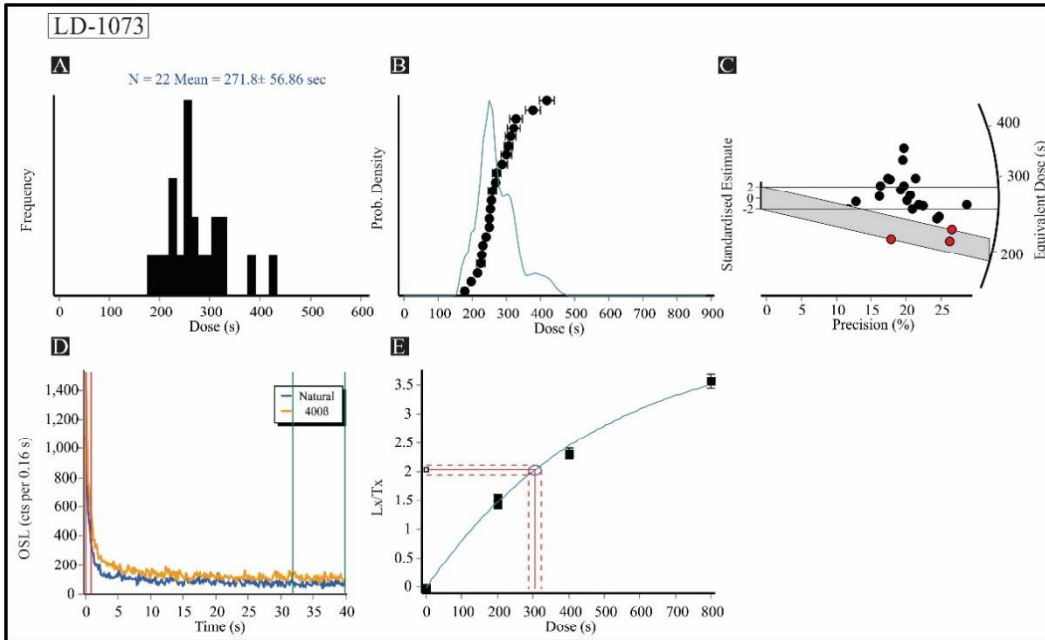 LD-1073
A
N = 22 Mean = 271.8± 56.86 sec
Frequency
0 100 200 300 400 500 600
Dose (s)
B
Prob. Density
0 100 200 300 400 500 600 700 800 900
Dose (s)
C
Standardised Estimate
2
0
-2
400
300
200
Equivalent Dose (s)
0 5 10 15 20 25
Precision (%)
D
OSL (cts per 0.16 s)
1,400
1,200
1,000
800
600
400
200
0
Natural
400ß
0 5 10 15 20 25 30 35 40
Time (s)
E
Lx/Tx
3.5
3
2.5
2
1.5
1
0.5
0
0 100 200 300 400 500 600 700 800
Dose (s)